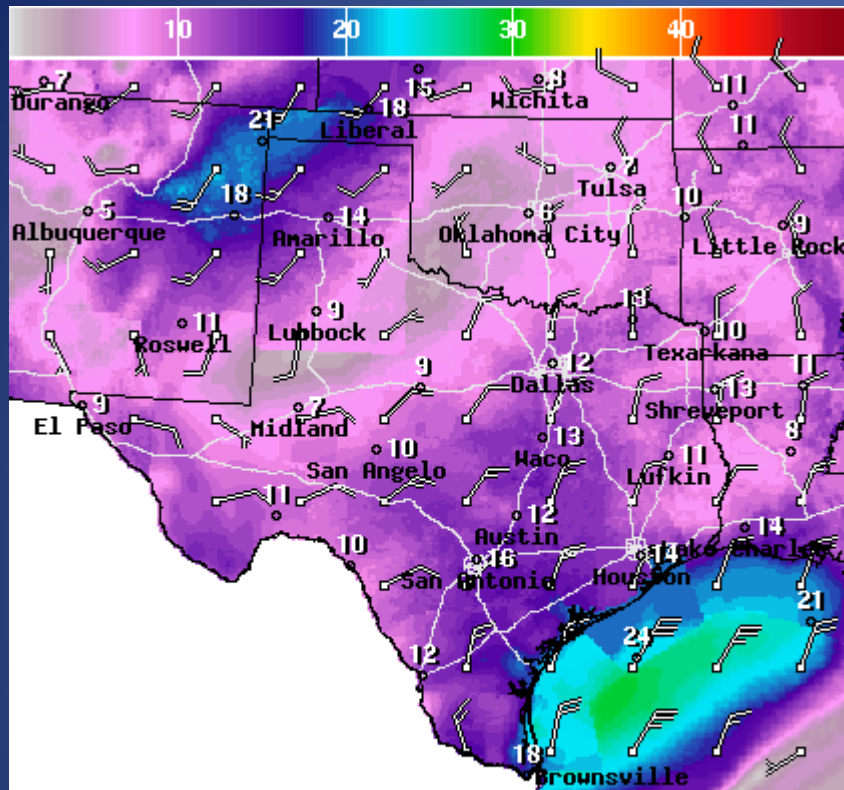 10 20 30 40
7 15 8 11
Durango Wichita
18
Liberal
21 11
7
Tulsa
5 18 14 6 10 9
Albuquerque Amarillo Oklahoma City Little Rock
11 9 13 10
Roswell Lubbock Texarkana
12
9 Dallas 13 11
9 7 Shreveport
El Paso Midland
10 13 11 8
San Angelo Waco Lufkin
11 12 14
Austin
10 16 14 Lake Charles
San Antonio Houston
21
24
12
18
Brownsville